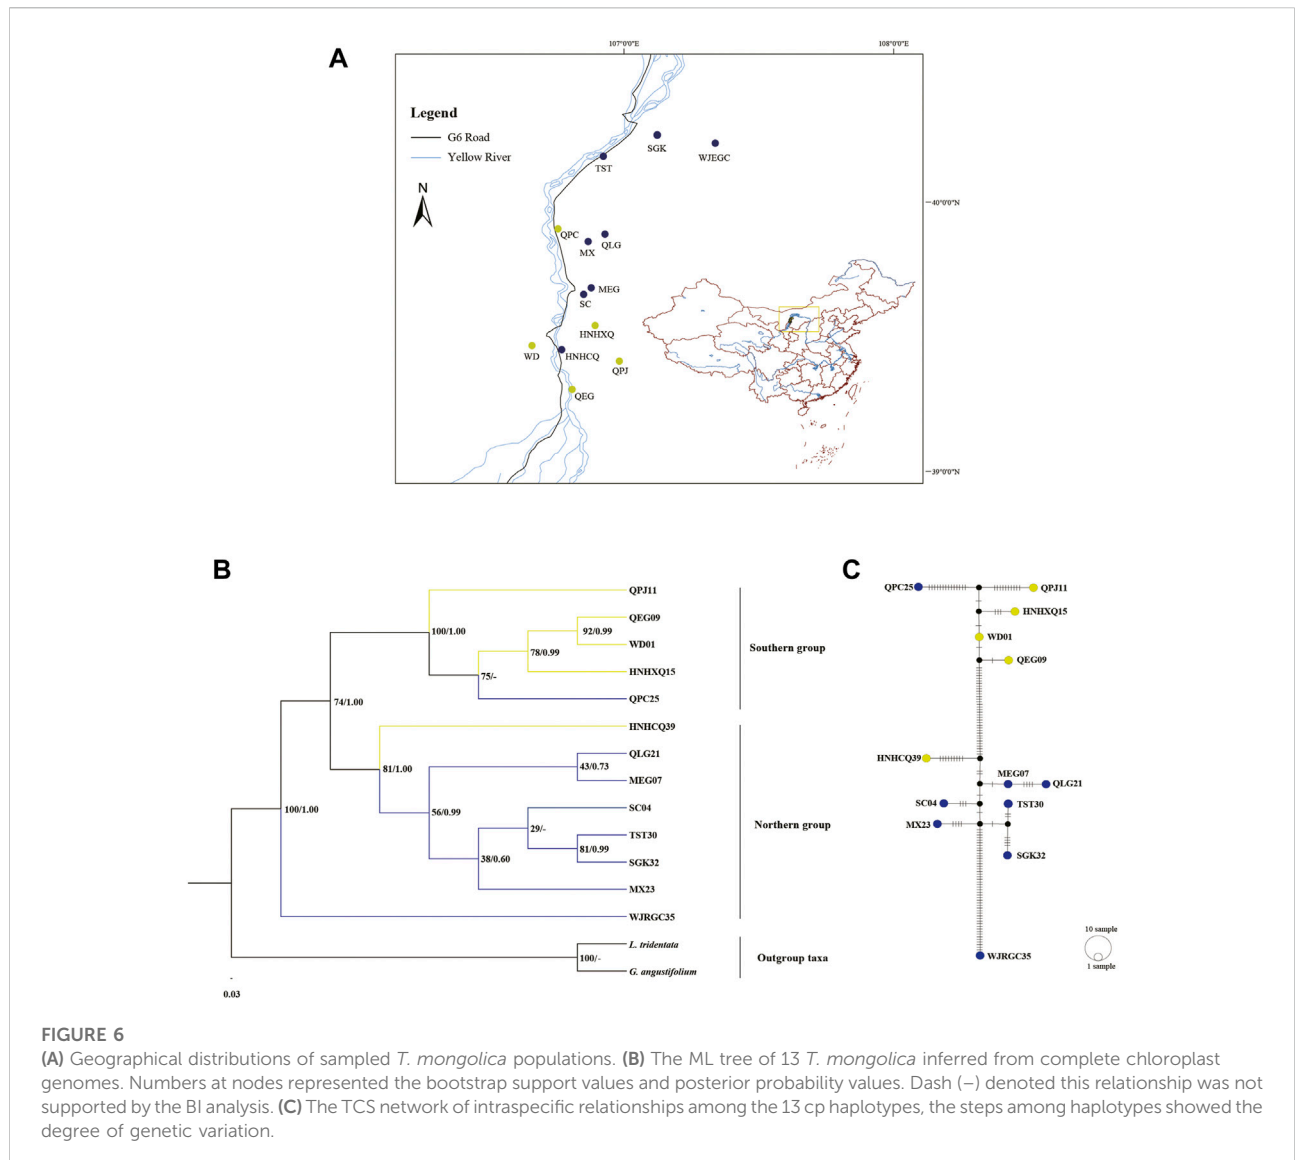 A
107°0'0"E
108°0'0"E
Legend
G6 Road
Yellow River
N
SGK
WJEGC
TST
40°0'0"N
QPC
QLG
MX
MEG
SC
HNHXQ
WD
HNHCQ
QPJ
QEG
39°0'0"N
B
QPJ11
QEG09
100/1.00
92/0.99
WD01
78/0.99
HNHXQ15
75/-
QPC25
Southern group
74/1.00
HNHCQ39
QLG21
81/1.00
43/0.73
MEG07
100/1.00
SC04
56/0.99
29/-
TST30
Northern group
81/0.99
38/0.60
SGK32
MX23
WJRGC35
L. tridentata
100/-
Outgroup taxa
G. angustifolium
0.03
C
QPC25
QPJ11
HNHXQ15
WD01
QEG09
HNHCQ39
MEG07
QLG21
SC04
TST30
MX23
SGK32
10 sample
WJRGC35
1 sample
FIGURE 6
(A) Geographical distributions of sampled T. mongolica populations. (B) The ML tree of 13 T. mongolica inferred from complete chloroplast
genomes. Numbers at nodes represented the bootstrap support values and posterior probability values. Dash (–) denoted this relationship was not
supported by the BI analysis. (C) The TCS network of intraspecific relationships among the 13 cp haplotypes, the steps among haplotypes showed the
degree of genetic variation.